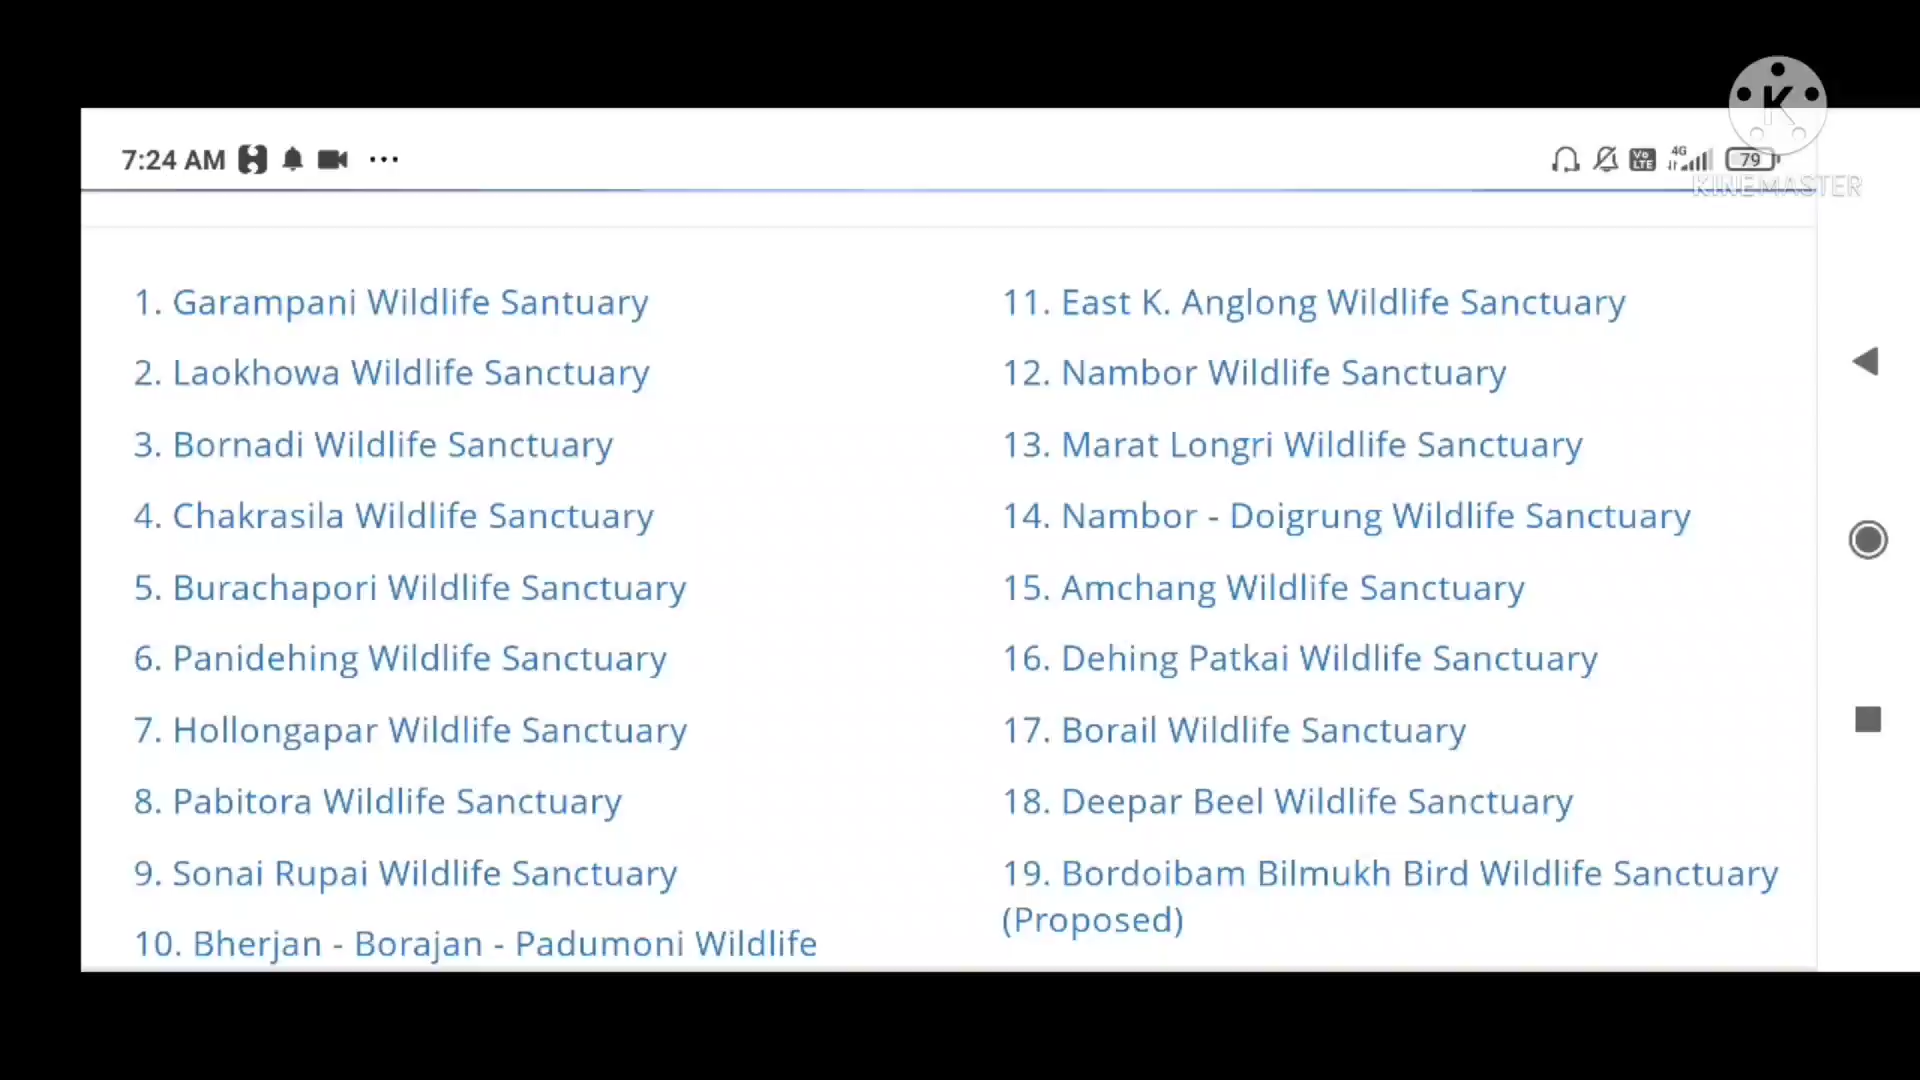 7:24 AM
Vo LTE
4G
79
K
KINEMASTER
1. Garampani Wildlife Santuary
2. Laokhowa Wildlife Sanctuary
3. Bornadi Wildlife Sanctuary
4. Chakrasila Wildlife Sanctuary
5. Burachapori Wildlife Sanctuary
6. Panidehing Wildlife Sanctuary
7. Hollongapar Wildlife Sanctuary
8. Pabitora Wildlife Sanctuary
9. Sonai Rupai Wildlife Sanctuary
10. Bherjan - Borajan - Padumoni Wildlife
11. East K. Anglong Wildlife Sanctuary
12. Nambor Wildlife Sanctuary
13. Marat Longri Wildlife Sanctuary
14. Nambor - Doigrung Wildlife Sanctuary
15. Amchang Wildlife Sanctuary
16. Dehing Patkai Wildlife Sanctuary
17. Borail Wildlife Sanctuary
18. Deepar Beel Wildlife Sanctuary
19. Bordoibam Bilmukh Bird Wildlife Sanctuary
(Proposed)